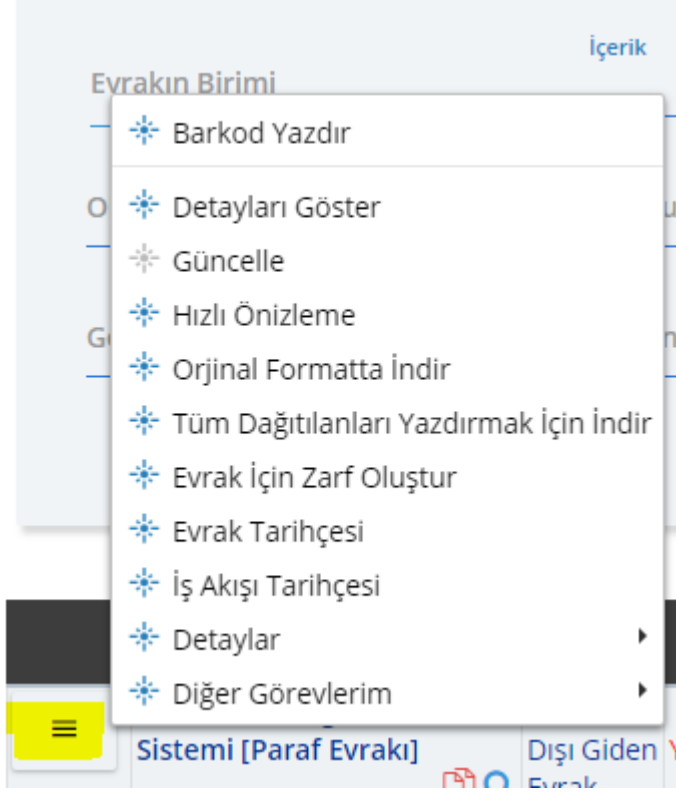 İçerik
Evrakın Birimi
Barkod Yazdır
Detayları Göster
Güncelle
Hızlı Önizleme
Orjinal Formatta İndir
Tüm Dağıtılanları Yazdırmak İçin İndir
Evrak İçin Zarf Oluştur
Evrak Tarihçesi
İş Akışı Tarihçesi
Detaylar
Diğer Görevlerim
Sistemi [Paraf Evrakı]
Dışı Giden
Evrak